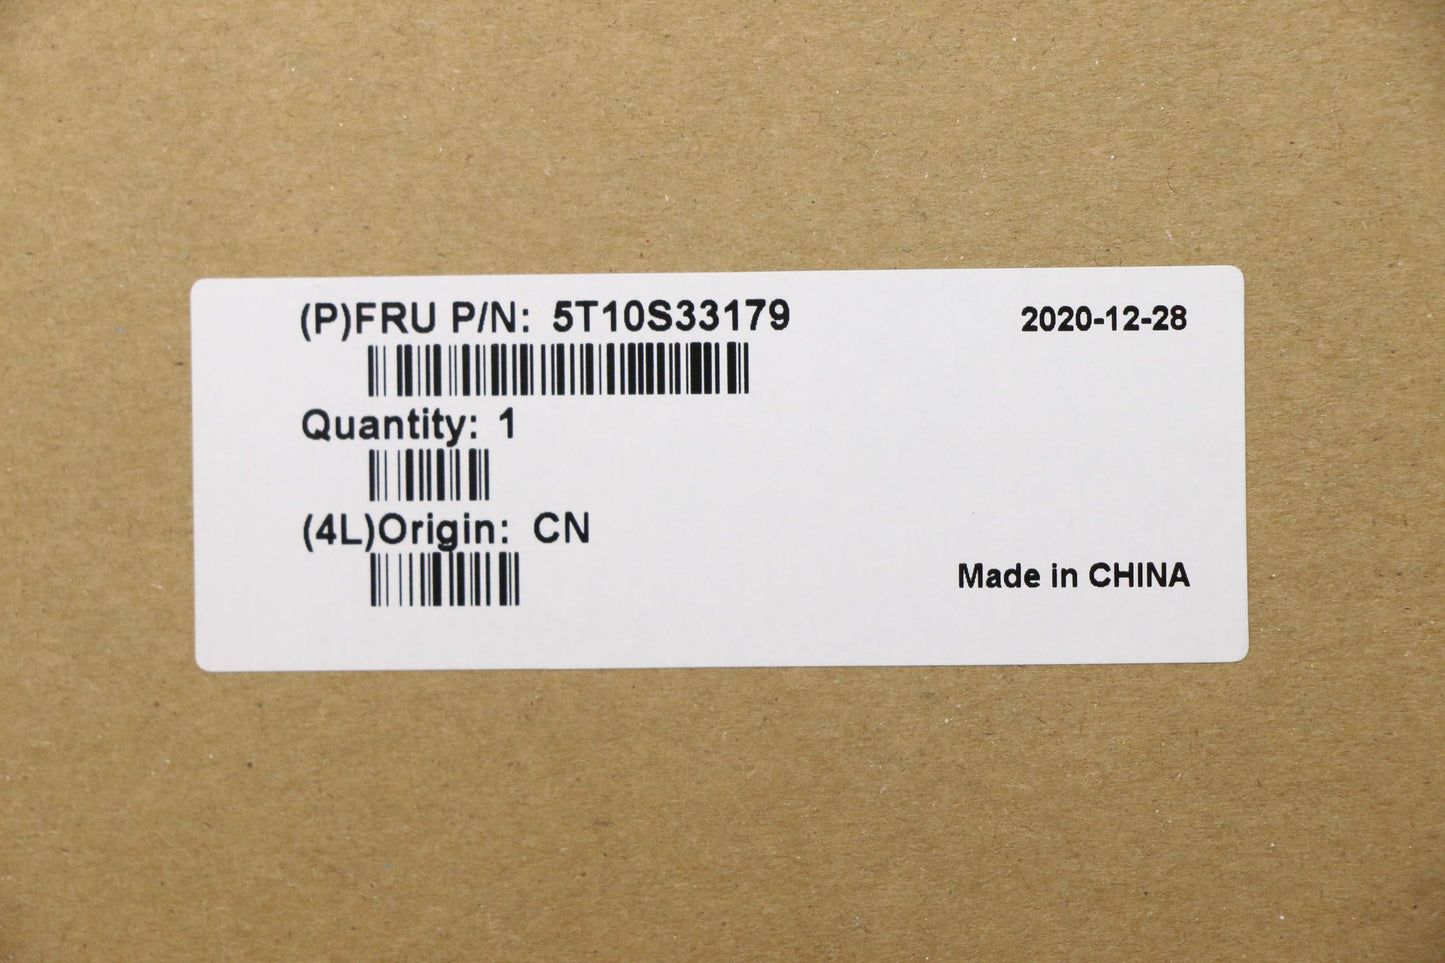 (P)FRU P/N: 5T10S33179
2020-12-28
Quantity: 1
(4L)Origin: CN
Made in CHINA